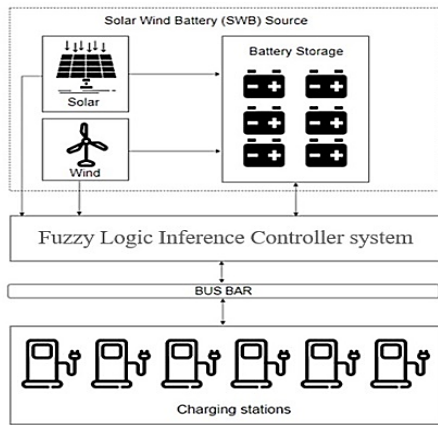 Solar Wind Battery (SWB) Source
Battery Storage
Solar
Wind
Fuzzy Logic Inference Controller system
BUS BAR
Charging stations